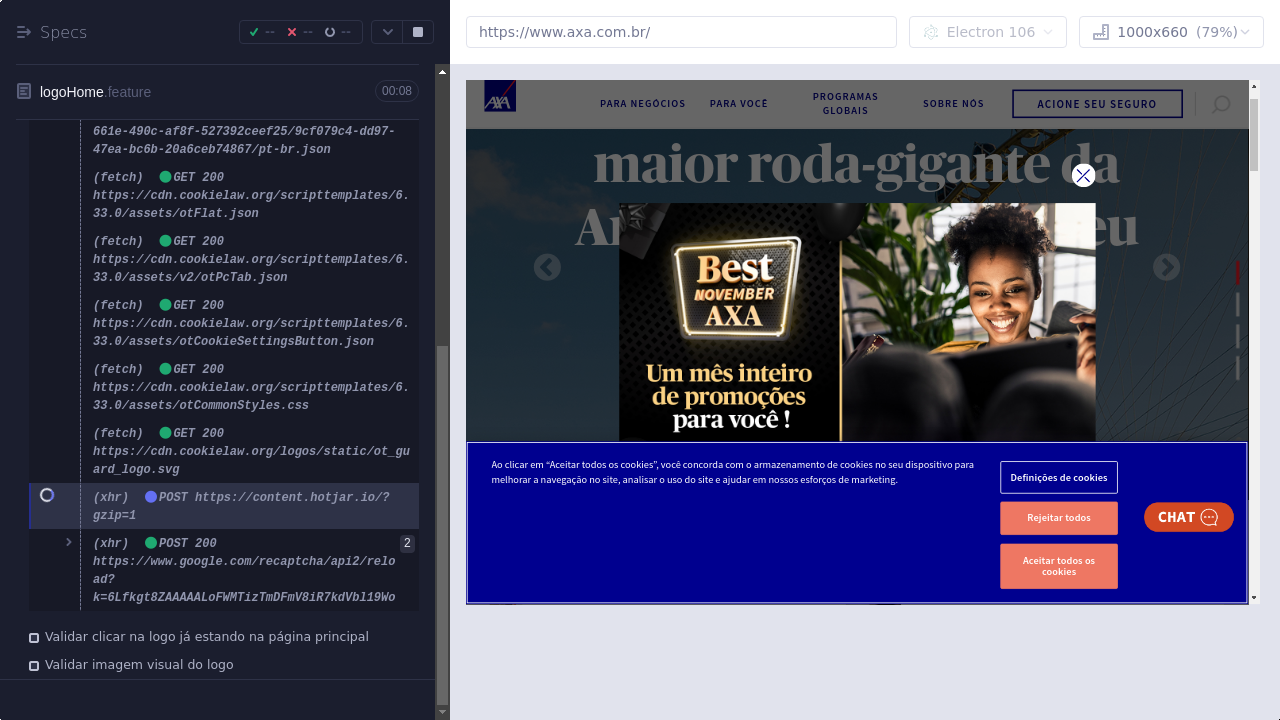 Specs
--
--
--
logoHome.feature
00:08
661e-490c-af8f-527392ceef25/9cf079c4-dd97-
47ea-bc6b-20a6ceb74867/pt-br.json
(fetch) GET 200
https://cdn.cookielaw.org/scripttemplates/6.
33.0/assets/otFlat.json
(fetch) GET 200
https://cdn.cookielaw.org/scripttemplates/6.
33.0/assets/v2/otPcTab.json
(fetch) GET 200
https://cdn.cookielaw.org/scripttemplates/6.
33.0/assets/otCookieSettingsButton.json
(fetch) GET 200
https://cdn.cookielaw.org/scripttemplates/6.
33.0/assets/otCommonStyles.css
(fetch) GET 200
https://cdn.cookielaw.org/logos/static/ot_gu
ard_logo.svg
(xhr) POST https://content.hotjar.io/?
gzip=1
(xhr) POST 200
2
https://www.google.com/recaptcha/api2/relo
ad?
k=6Lfkgt8ZAAAAALoFWMTizTmDFmV8iR7kdVbl19Wo
Validar clicar na logo já estando na página principal
Validar imagem visual do logo
https://www.axa.com.br/
Electron 106
1000x660 (79%)
AXA
PARA NEGÓCIOS
PARA VOCÊ
PROGRAMAS
GLOBAIS
SOBRE NÓS
ACIONE SEU SEGURO
maior roda-gigante da
Best
NOVEMBER
AXA
Um mês inteiro
de promoções
para você !
Ao clicar em “Aceitar todos os cookies”, você concorda com o armazenamento de cookies no seu dispositivo para
melhorar a navegação no site, analisar o uso do site e ajudar em nossos esforços de marketing.
Definições de cookies
Rejeitar todos
Aceitar todos os
cookies
CHAT